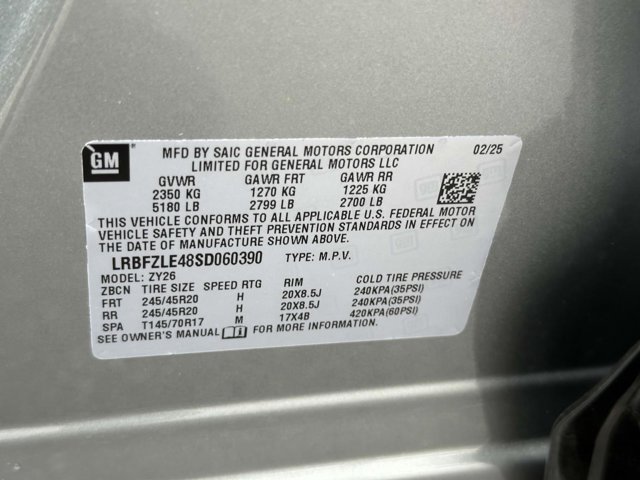 GM
MFD BY SAIC GENERAL MOTORS CORPORATION 02/25
LIMITED FOR GENERAL MOTORS LLC
GVWR GAWR FRT GAWR RR
2350 KG 1270 KG 1225 KG
5180 LB 2799 LB 2700 LB
THIS VEHICLE CONFORMS TO ALL APPLICABLE U.S. FEDERAL MOTOR
VEHICLE SAFETY AND THEFT PREVENTION STANDARDS IN EFFECT ON
THE DATE OF MANUFACTURE SHOWN ABOVE.
LRBFZLE48SD060390 TYPE: M.P.V.
MODEL: ZY26
ZBCN TIRE SIZE SPEED RTG RIM COLD TIRE PRESSURE
FRT 245/45R20 H 20X8.5J 240KPA(35PSI)
RR 245/45R20 H 20X8.5J 240KPA(35PSI)
SPA T145/70R17 M 17X4B 420KPA(60PSI)
SEE OWNER'S MANUAL FOR MORE INFORMATION.